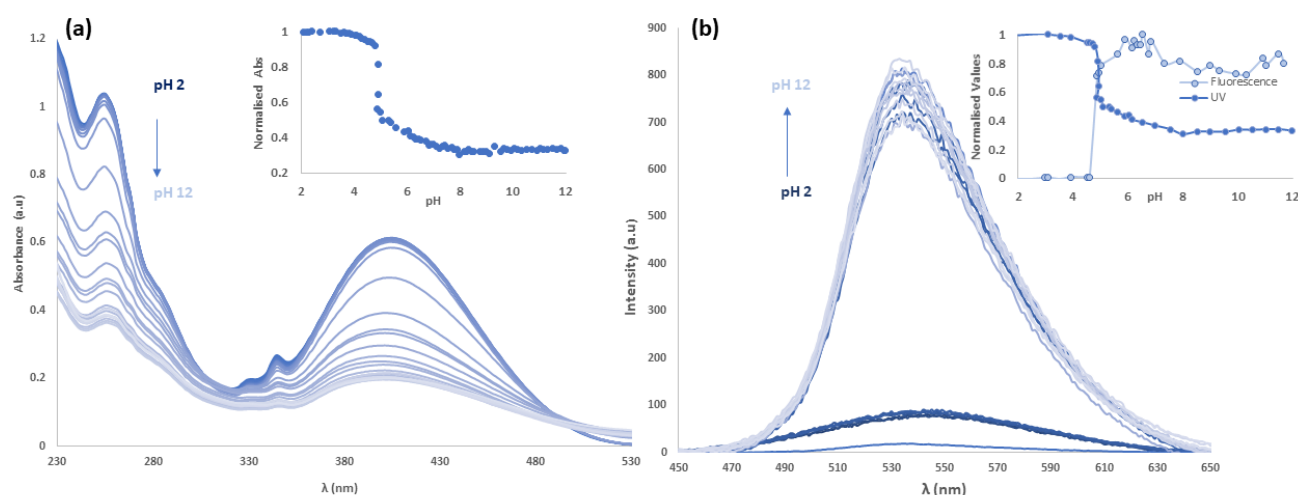 (a)
1.2
1
0.8
0.6
0.4
0.2
0
Absorbance (a.u)
230 280 330 380 430 480 530
λ (nm)
pH 2
pH 12
1
0.8
0.6
0.4
0.2
Normalised Abs
2 4 6 8 10 12
pH
(b)
900
800
700
600
500
400
300
200
100
0
Intensity (a.u)
450 470 490 510 530 550 570 590 610 630 650
λ (nm)
pH 12
pH 2
1
0.8
0.6
0.4
0.2
0
Normalised Values
2 4 6 8 10 12
pH
Fluorescence
UV